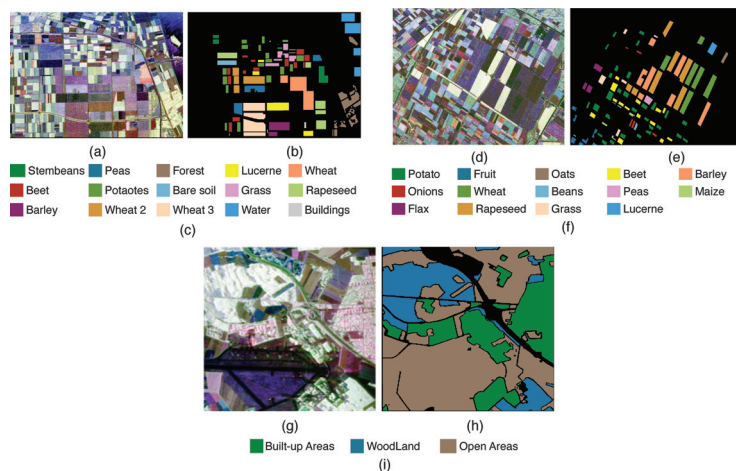 (a)
(b)
Stembeans Peas Forest Lucerne Wheat
Beet Potaotes Bare soil Grass Rapeseed
Barley Wheat 2 Wheat 3 Water Buildings
(c)
(d)
(e)
Potato Fruit Oats Beet Barley
Onions Wheat Beans Peas Maize
Flax Rapeseed Grass Lucerne
(f)
(g)
(h)
Built-up Areas WoodLand Open Areas
(i)